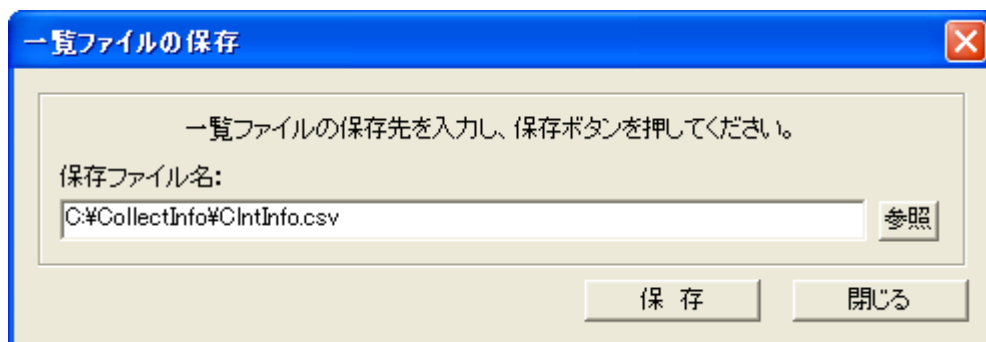 一覧ファイルの保存
一覧ファイルの保存先を入力し、保存ボタンを押してください。
保存ファイル名:
C:¥CollectInfo¥ClntInfo.csv
参照
保 存
閉じる